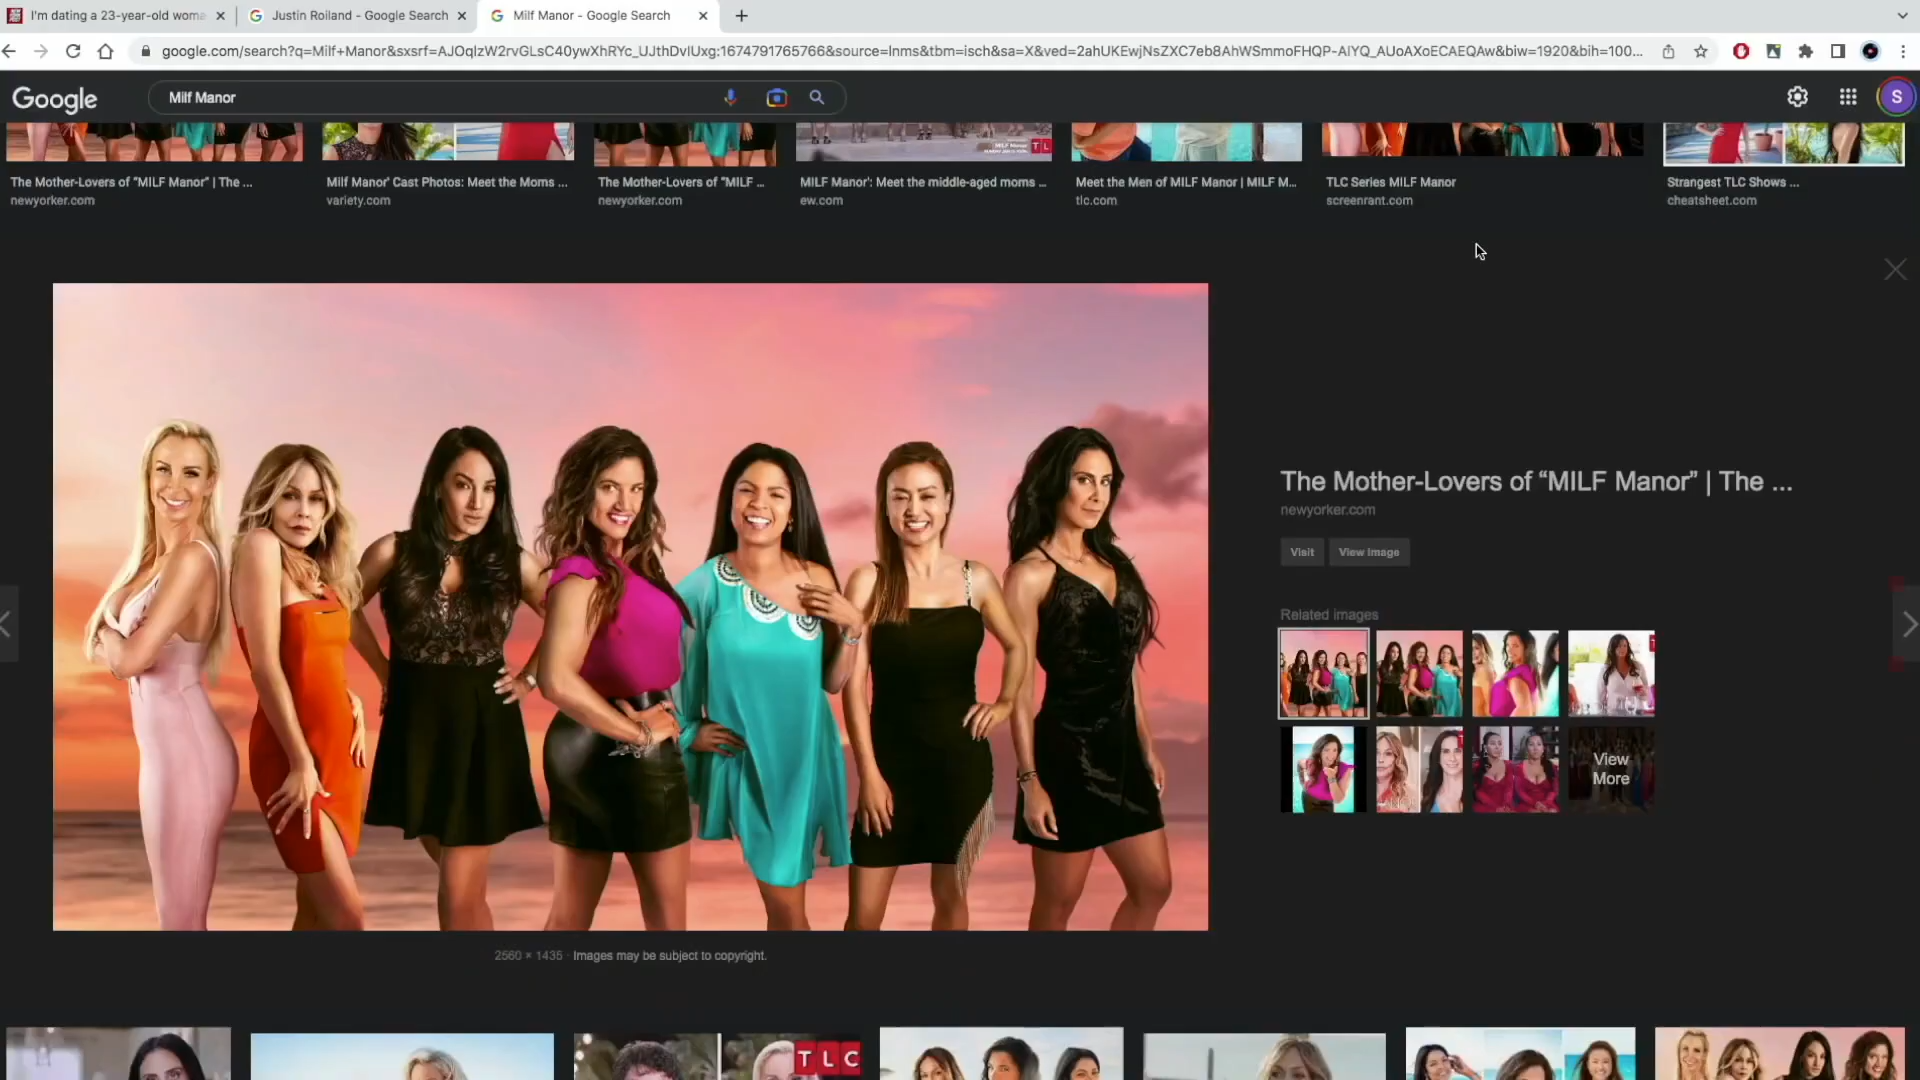 I'm dating a 23-year-old woma
Justin Roiland - Google Search
Milf Manor - Google Search
google.com/search?q=Milf+Manor&sxsrf=AJOqlzW2rvGLsC40ywXhRYc_UJthDvlUxg:1674791765766&source=lnms&tbm=isch&sa=X&ved=2ahUKEwjNsZXC7eb8AhWSmmoFHQP-AIYQ_AUoAXoECAEQAw&biw=1920&bih=100...
Google
Milf Manor
S
MILF Manor
TL
The Mother-Lovers of "MILF Manor" | The ...
newyorker.com
Milf Manor' Cast Photos: Meet the Moms ...
variety.com
The Mother-Lovers of "MILF ...
newyorker.com
MILF Manor': Meet the middle-aged moms ...
ew.com
Meet the Men of MILF Manor | MILF M...
tlc.com
TLC Series MILF Manor
screenrant.com
Strangest TLC Shows ...
cheatsheet.com
The Mother-Lovers of “MILF Manor” | The ...
newyorker.com
Visit
View Image
Related images
View
More
2560 × 1435 · Images may be subject to copyright.
TLC